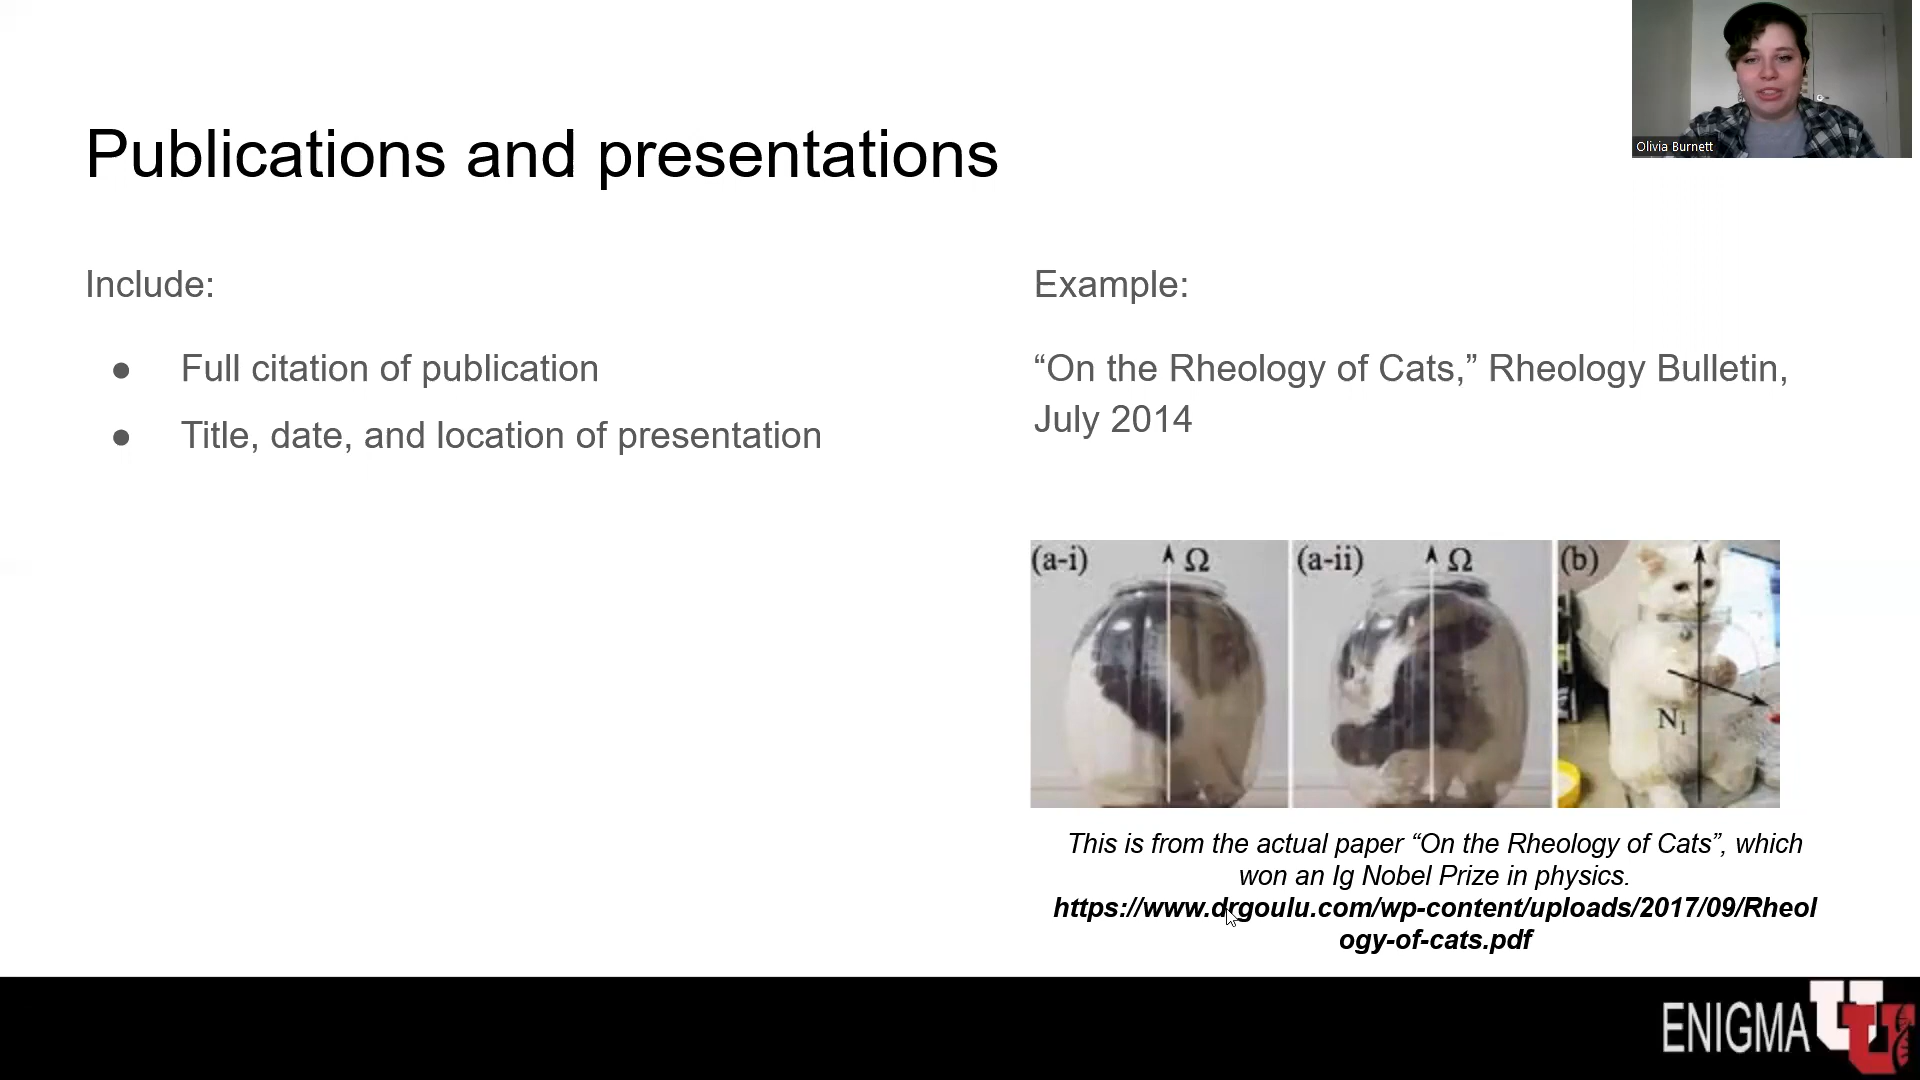 Olivia Burnett
Publications and presentations
Include:
● Full citation of publication
● Title, date, and location of presentation
Example:
“On the Rheology of Cats,” Rheology Bulletin,
July 2014
(a-i) Ω
(a-ii) Ω
(b)
N₁
This is from the actual paper “On the Rheology of Cats”, which
won an Ig Nobel Prize in physics.
https://www.drgoulu.com/wp-content/uploads/2017/09/Rheol
ogy-of-cats.pdf
ENIGMA U